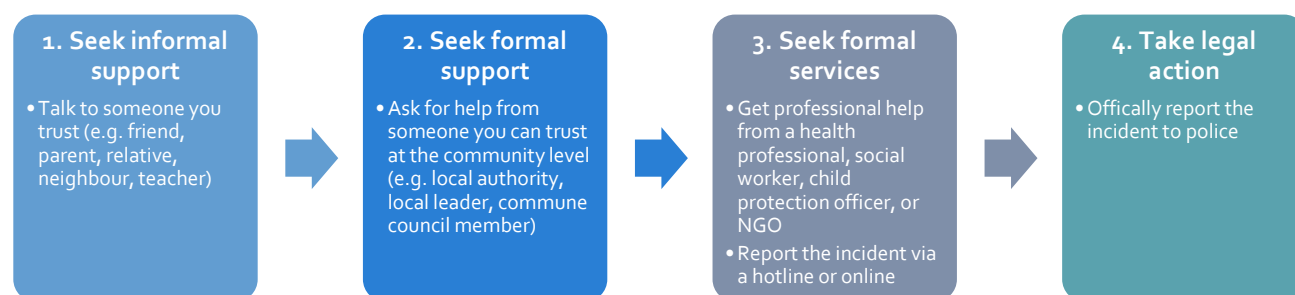 1. Seek informal
support
• Talk to someone you
trust (e.g. friend,
parent, relative,
neighbour, teacher)
2. Seek formal
support
• Ask for help from
someone you can trust
at the community level
(e.g. local authority,
local leader, commune
council member)
3. Seek formal
services
• Get professional help
from a health
professional, social
worker, child
protection officer, or
NGO
• Report the incident via
a hotline or online
4. Take legal
action
• Offically report the
incident to police